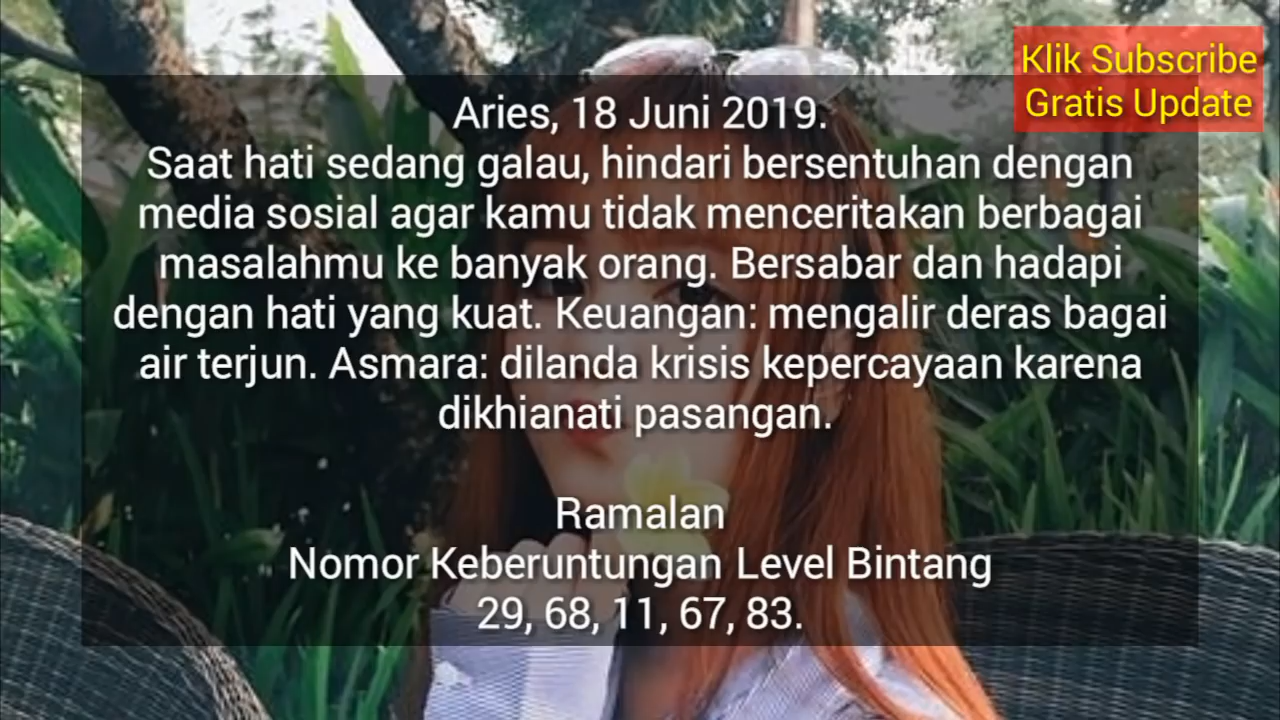 Klik Subscribe
Gratis Update
Aries, 18 Juni 2019.
Saat hati sedang galau, hindari bersentuhan dengan
media sosial agar kamu tidak menceritakan berbagai
masalahmu ke banyak orang. Bersabar dan hadapi
dengan hati yang kuat. Keuangan: mengalir deras bagai
air terjun. Asmara: dilanda krisis kepercayaan karena
dikhianati pasangan.
Ramalan
Nomor Keberuntungan Level Bintang
29, 68, 11, 67, 83.